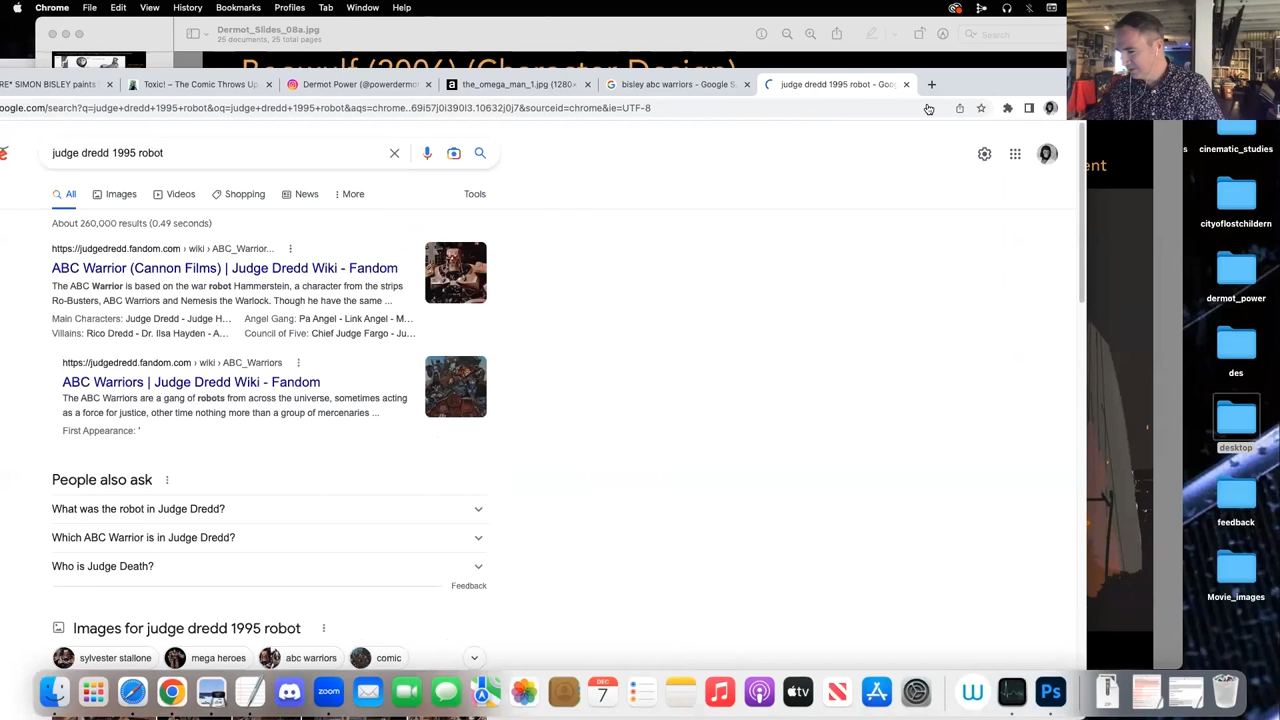 Chrome File Edit View History Bookmarks Profiles Tab Window Help
Dermot_Slides_08a.jpg
25 documents, 25 total pages
Search
Beowulf (2006) (Character Design)
RE* SIMON BISLEY paints
Toxic! – The Comic Throws Up
Dermot Power (@powerdermot
the_omega_man_1.jpg (1280×
bisley abc warriors - Google S
judge dredd 1995 robot - Goog
oogle.com/search?q=judge+dredd+1995+robot&oq=judge+dredd+1995+robot&aqs=chrome..69i57j0i390l3.10632j0j7&sourceid=chrome&ie=UTF-8
judge dredd 1995 robot
All Images Videos Shopping News More Tools
About 260,000 results (0.49 seconds)
https://judgedredd.fandom.com › wiki › ABC_Warrior...
ABC Warrior (Cannon Films) | Judge Dredd Wiki - Fandom
The ABC Warrior is based on the war robot Hammerstein, a character from the strips
Ro-Busters, ABC Warriors and Nemesis the Warlock. Though he have the same ...
Main Characters: Judge Dredd - Judge H... Angel Gang: Pa Angel - Link Angel - M...
Villains: Rico Dredd - Dr. Ilsa Hayden - A... Council of Five: Chief Judge Fargo - Ju...
https://judgedredd.fandom.com › wiki › ABC_Warriors
ABC Warriors | Judge Dredd Wiki - Fandom
The ABC Warriors are a gang of robots from across the universe, sometimes acting
as a force for justice, other time nothing more than a group of mercenaries ...
First Appearance: '
People also ask
What was the robot in Judge Dredd?
Which ABC Warrior is in Judge Dredd?
Who is Judge Death?
Feedback
Images for judge dredd 1995 robot
sylvester stallone mega heroes abc warriors comic
ent
s
cinematic_studies
cityoflostchildern
dermot_power
des
desktop
feedback
Movie_images
zoom
DEC
7
tv
W
Ps
ZIP